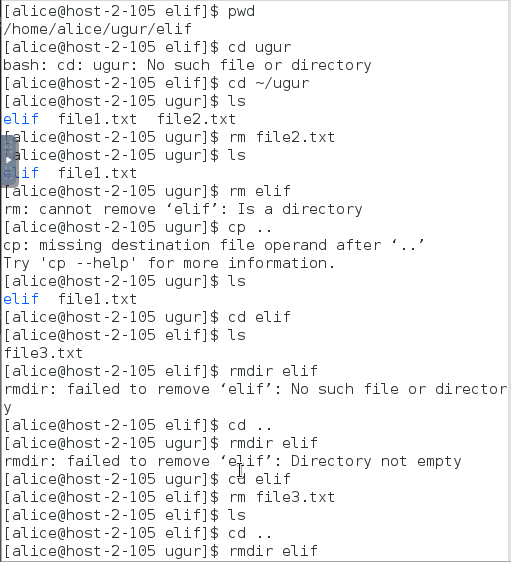 [alice@host-2-105 elif]$ pwd
/home/alice/ugur/elif
[alice@host-2-105 elif]$ cd ugur
bash: cd: ugur: No such file or directory
[alice@host-2-105 elif]$ cd ~/ugur
[alice@host-2-105 ugur]$ ls
elif  file1.txt  file2.txt
[alice@host-2-105 ugur]$ rm file2.txt
[alice@host-2-105 ugur]$ ls
elif  file1.txt
[alice@host-2-105 ugur]$ rm elif
rm: cannot remove ‘elif’: Is a directory
[alice@host-2-105 ugur]$ cp ..
cp: missing destination file operand after ‘..’
Try 'cp --help' for more information.
[alice@host-2-105 ugur]$ ls
elif  file1.txt
[alice@host-2-105 ugur]$ cd elif
[alice@host-2-105 elif]$ ls
file3.txt
[alice@host-2-105 elif]$ rmdir elif
rmdir: failed to remove ‘elif’: No such file or director
y
[alice@host-2-105 elif]$ cd ..
[alice@host-2-105 ugur]$ rmdir elif
rmdir: failed to remove ‘elif’: Directory not empty
[alice@host-2-105 ugur]$ cd elif
[alice@host-2-105 elif]$ rm file3.txt
[alice@host-2-105 elif]$ ls
[alice@host-2-105 elif]$ cd ..
[alice@host-2-105 ugur]$ rmdir elif